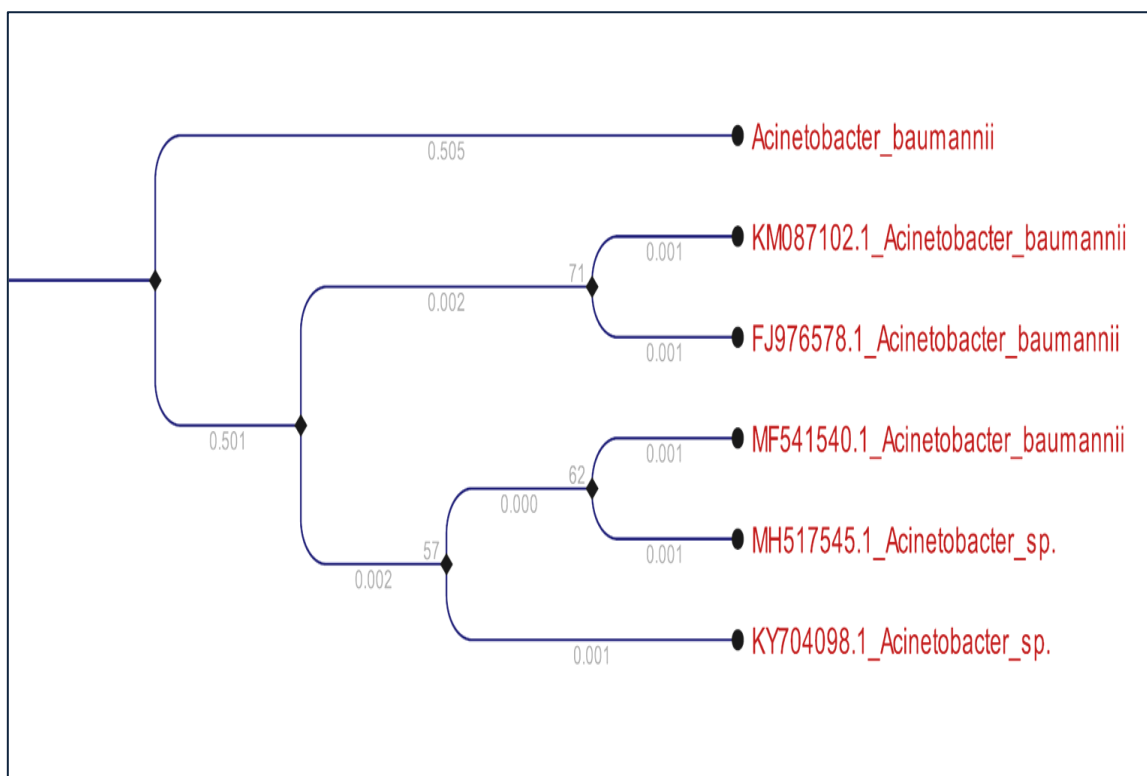 Acinetobacter_baumannii
0.505
KM087102.1_Acinetobacter_baumannii
0.001
71
0.002
FJ976578.1_Acinetobacter_baumannii
0.001
0.501
MF541540.1_Acinetobacter_baumannii
0.001
62
0.000
MH517545.1_Acinetobacter_sp.
0.001
57
0.002
KY704098.1_Acinetobacter_sp.
0.001